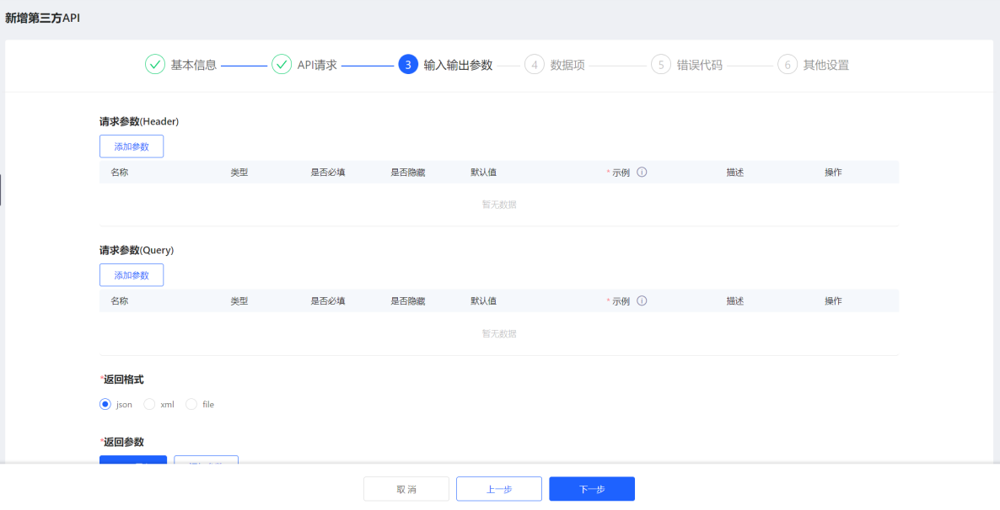 新增第三方API
基本信息 API请求 3 输入输出参数 4 数据项 5 错误代码 6 其他设置
请求参数(Header)
添加参数
名称 类型 是否必填 是否隐藏 默认值 * 示例 描述 操作
暂无数据
请求参数(Query)
添加参数
名称 类型 是否必填 是否隐藏 默认值 * 示例 描述 操作
暂无数据
*返回格式
json xml file
*返回参数
取消 上一步 下一步